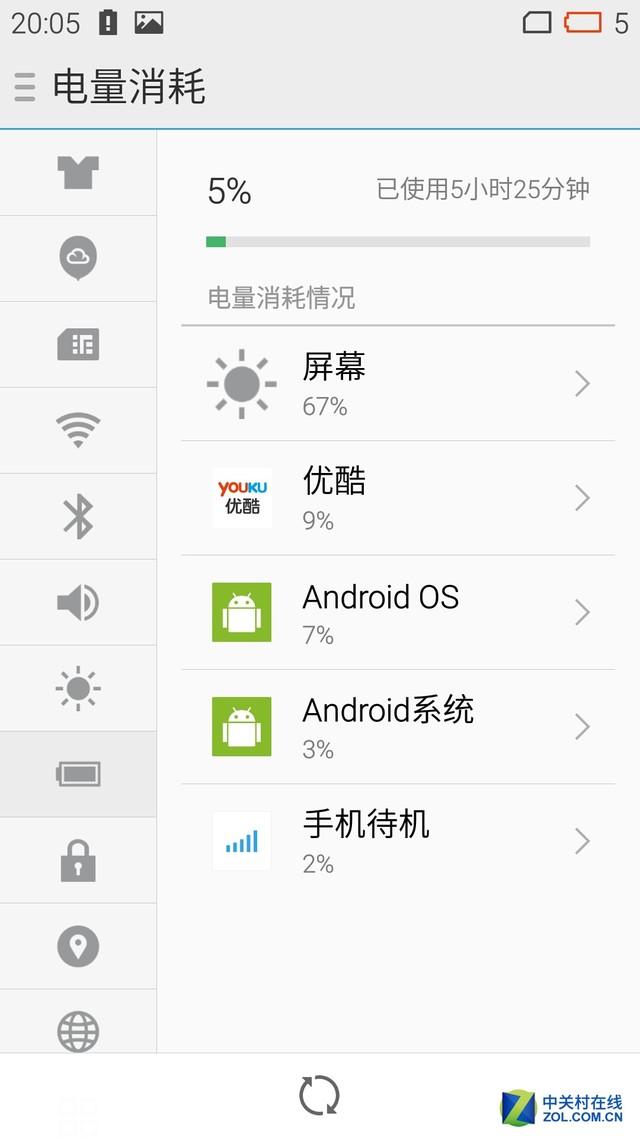 20:05
5
电量消耗
5%
已使用5小时25分钟
电量消耗情况
屏幕
67%
YOUKU
优酷
优酷
9%
Android OS
7%
Android系统
3%
手机待机
2%
中关村在线
ZOL.COM.CN